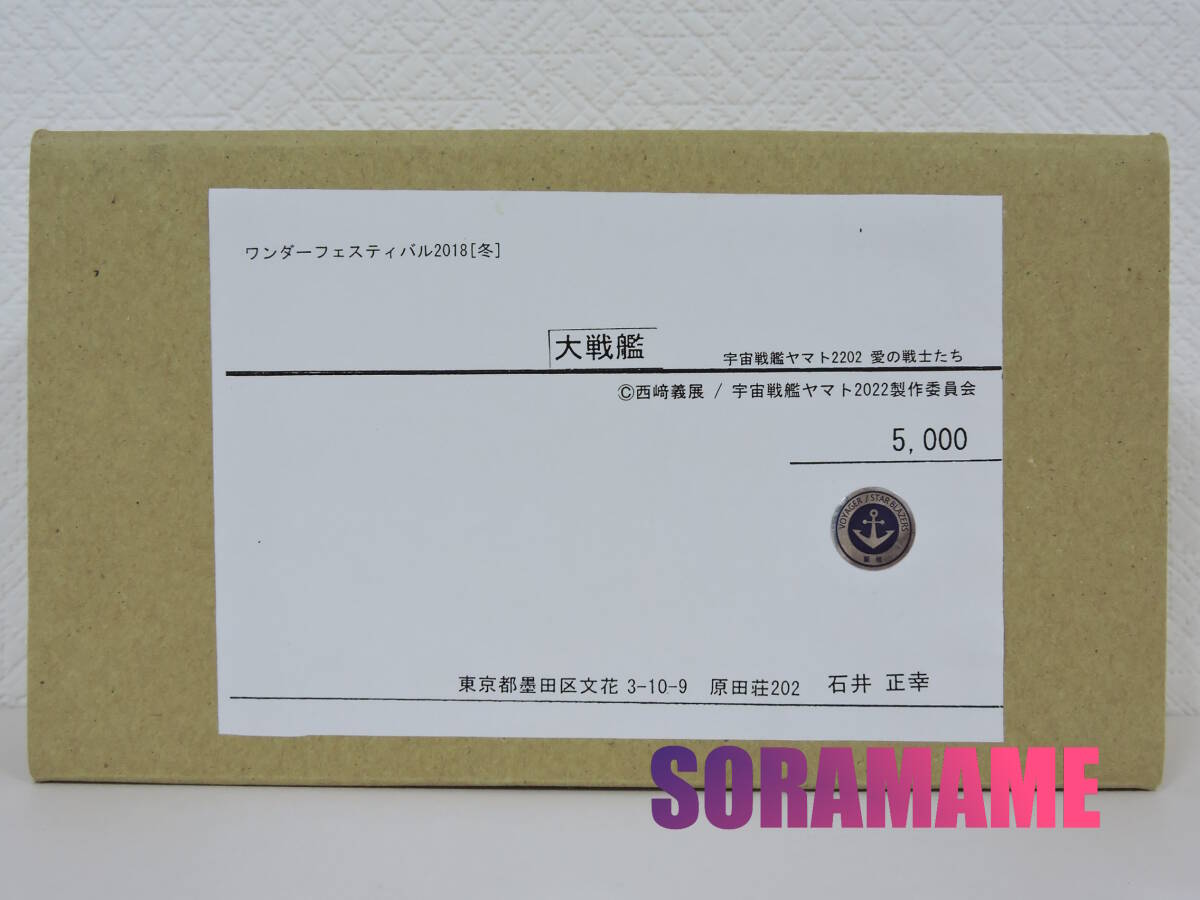 ワンダーフェスティバル2018[冬]
大戦艦 宇宙戦艦ヤマト2202 愛の戦士たち
©西﨑義展 / 宇宙戦艦ヤマト2022製作委員会
5,000
VOYAGER / STAR BLAZERS
東京都墨田区文花 3-10-9 原田荘202 石井 正幸
SORAMAME